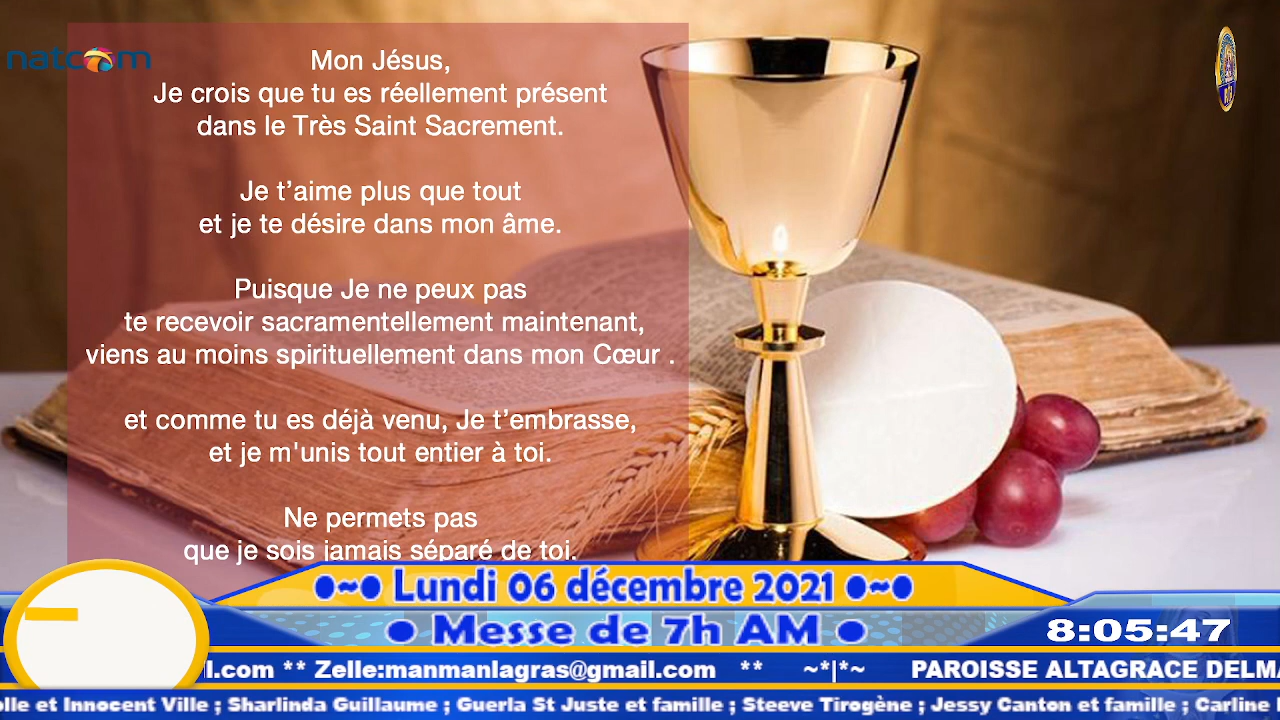 natcom
Mon Jésus,
Je crois que tu es réellement présent
dans le Très Saint Sacrement.
Je t’aime plus que tout
et je te désire dans mon âme.
Puisque Je ne peux pas
te recevoir sacramentellement maintenant,
viens au moins spirituellement dans mon Cœur .
et comme tu es déjà venu, Je t’embrasse,
et je m'unis tout entier à toi.
Ne permets pas
que je sois jamais séparé de toi.
●~● Lundi 06 décembre 2021 ●~●
● Messe de 7h AM ●
8:05:47
l.com ** Zelle:manmanlagras@gmail.com ** ~*|*~ PAROISSE ALTAGRACE DELMA
olle et Innocent Ville ; Sharlinda Guillaume ; Guerla St Juste et famille ; Steeve Tirogène ; Jessy Canton et famille ; Carline